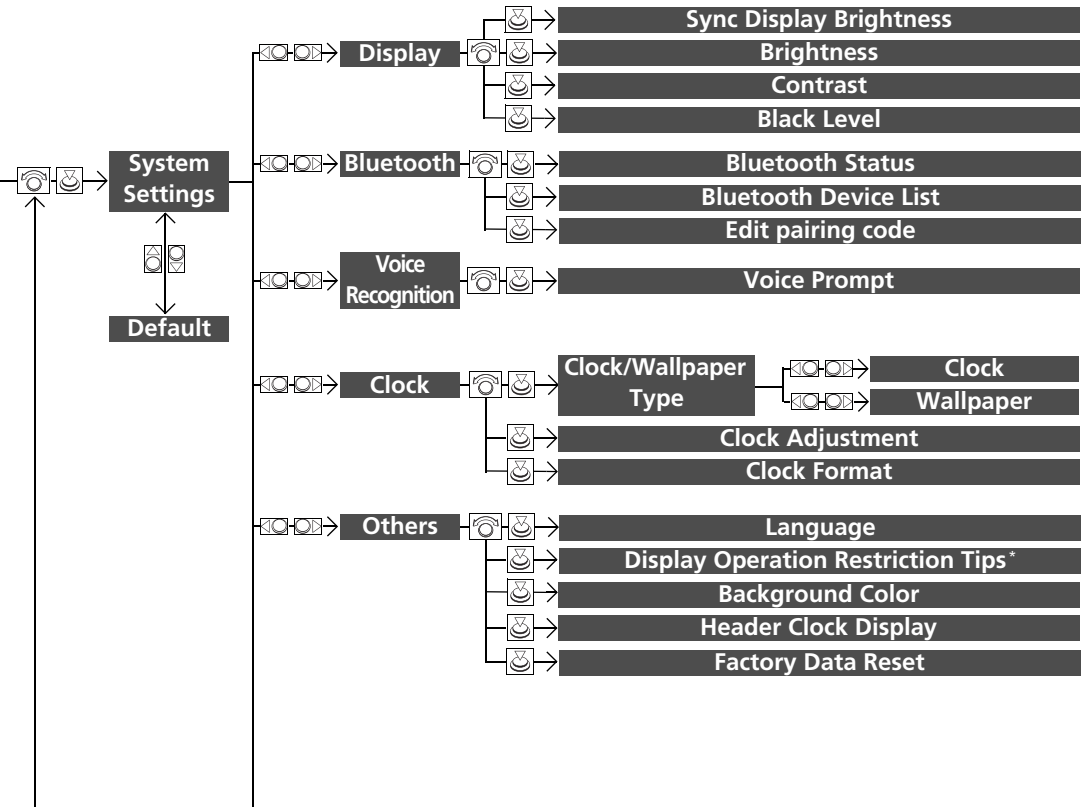 Sync Display Brightness
Display
Brightness
Contrast
Black Level
System
Settings
Bluetooth
Bluetooth Status
Bluetooth Device List
Edit pairing code
Voice
Recognition
Voice Prompt
Default
Clock
Clock/Wallpaper
Type
Clock
Wallpaper
Clock Adjustment
Clock Format
Others
Language
Display Operation Restriction Tips*
Background Color
Header Clock Display
Factory Data Reset